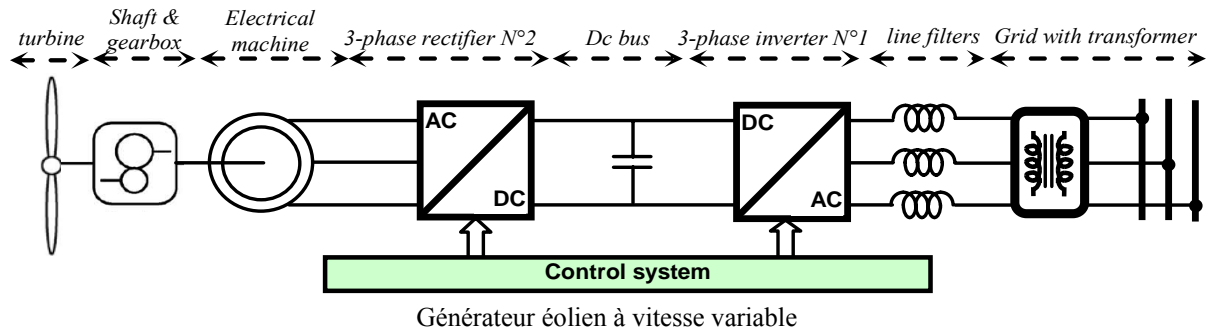 turbine
Shaft &
gearbox
Electrical
machine
3-phase rectifier N°2
Dc bus
3-phase inverter N°1
line filters
Grid with transformer
AC
DC
DC
AC
Control system
Générateur éolien à vitesse variable